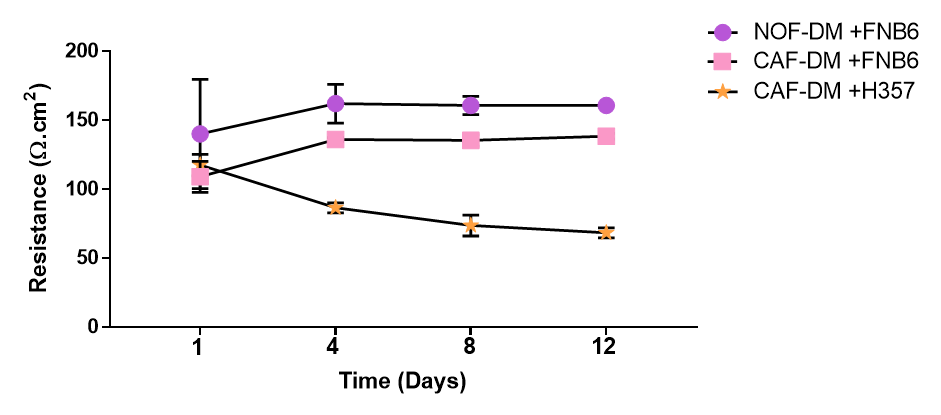 NOF-DM +FNB6
CAF-DM +FNB6
CAF-DM +H357
200
150
100
50
0
Resistance (Ω.cm²)
1 4 8 12
Time (Days)